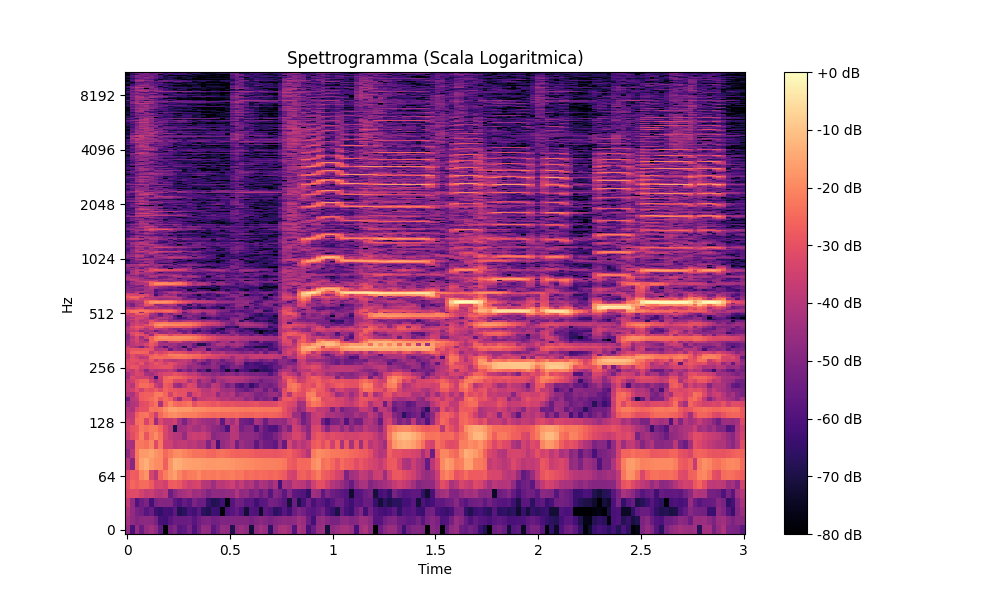 Spettrogramma (Scala Logaritmica)
8192
4096
2048
1024
512
256
128
64
0
Hz
0
0.5
1
1.5
2
2.5
3
Time
+0 dB
-10 dB
-20 dB
-30 dB
-40 dB
-50 dB
-60 dB
-70 dB
-80 dB